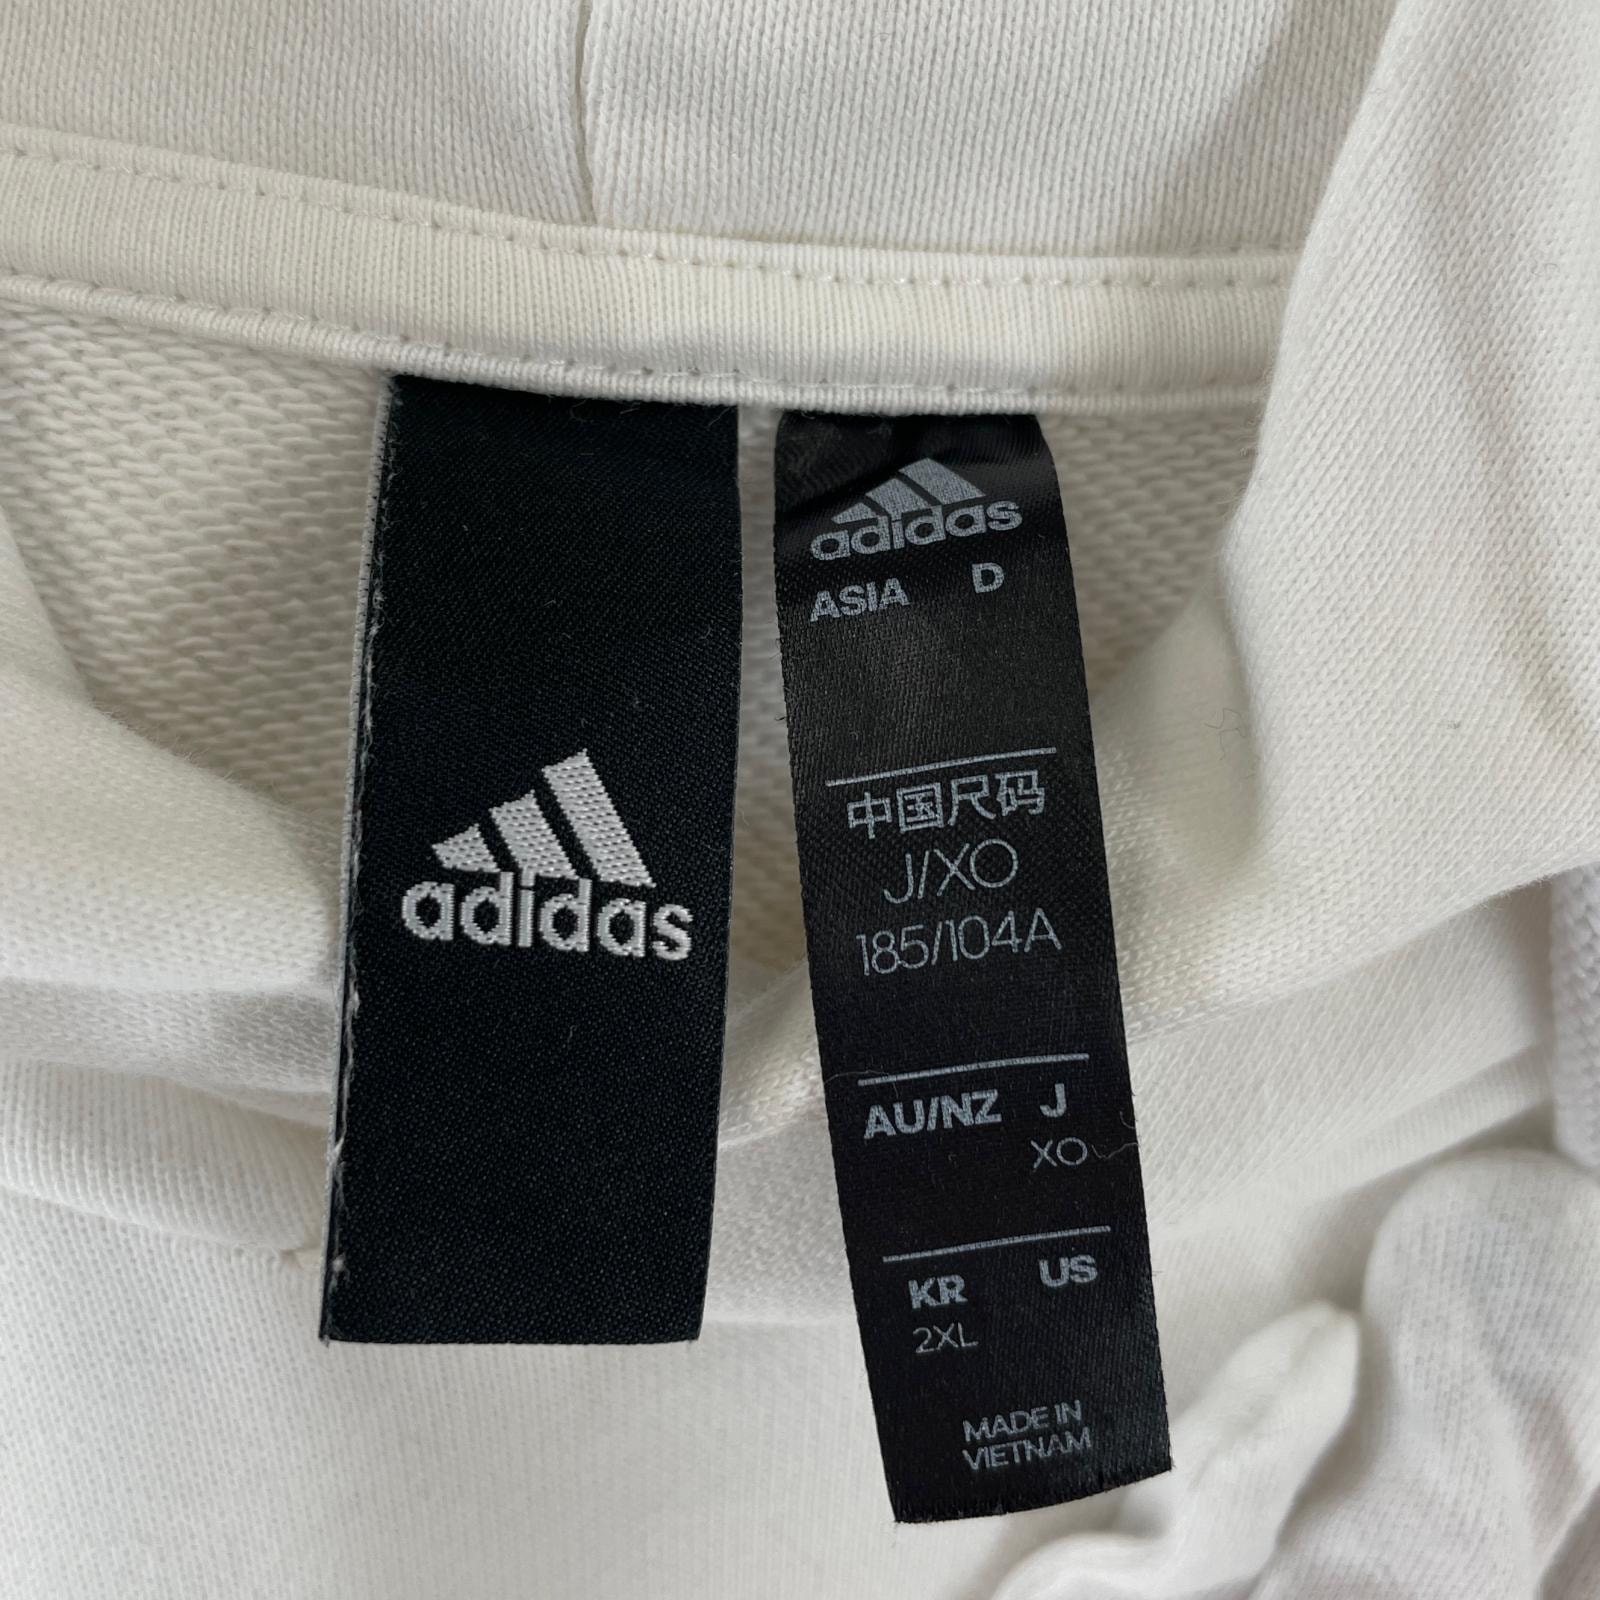 adidas
adidas
ASIA D
中国尺码
J/XO
185/104A
AU/NZ J
XO
KR US
2XL
MADE IN
VIETNAM